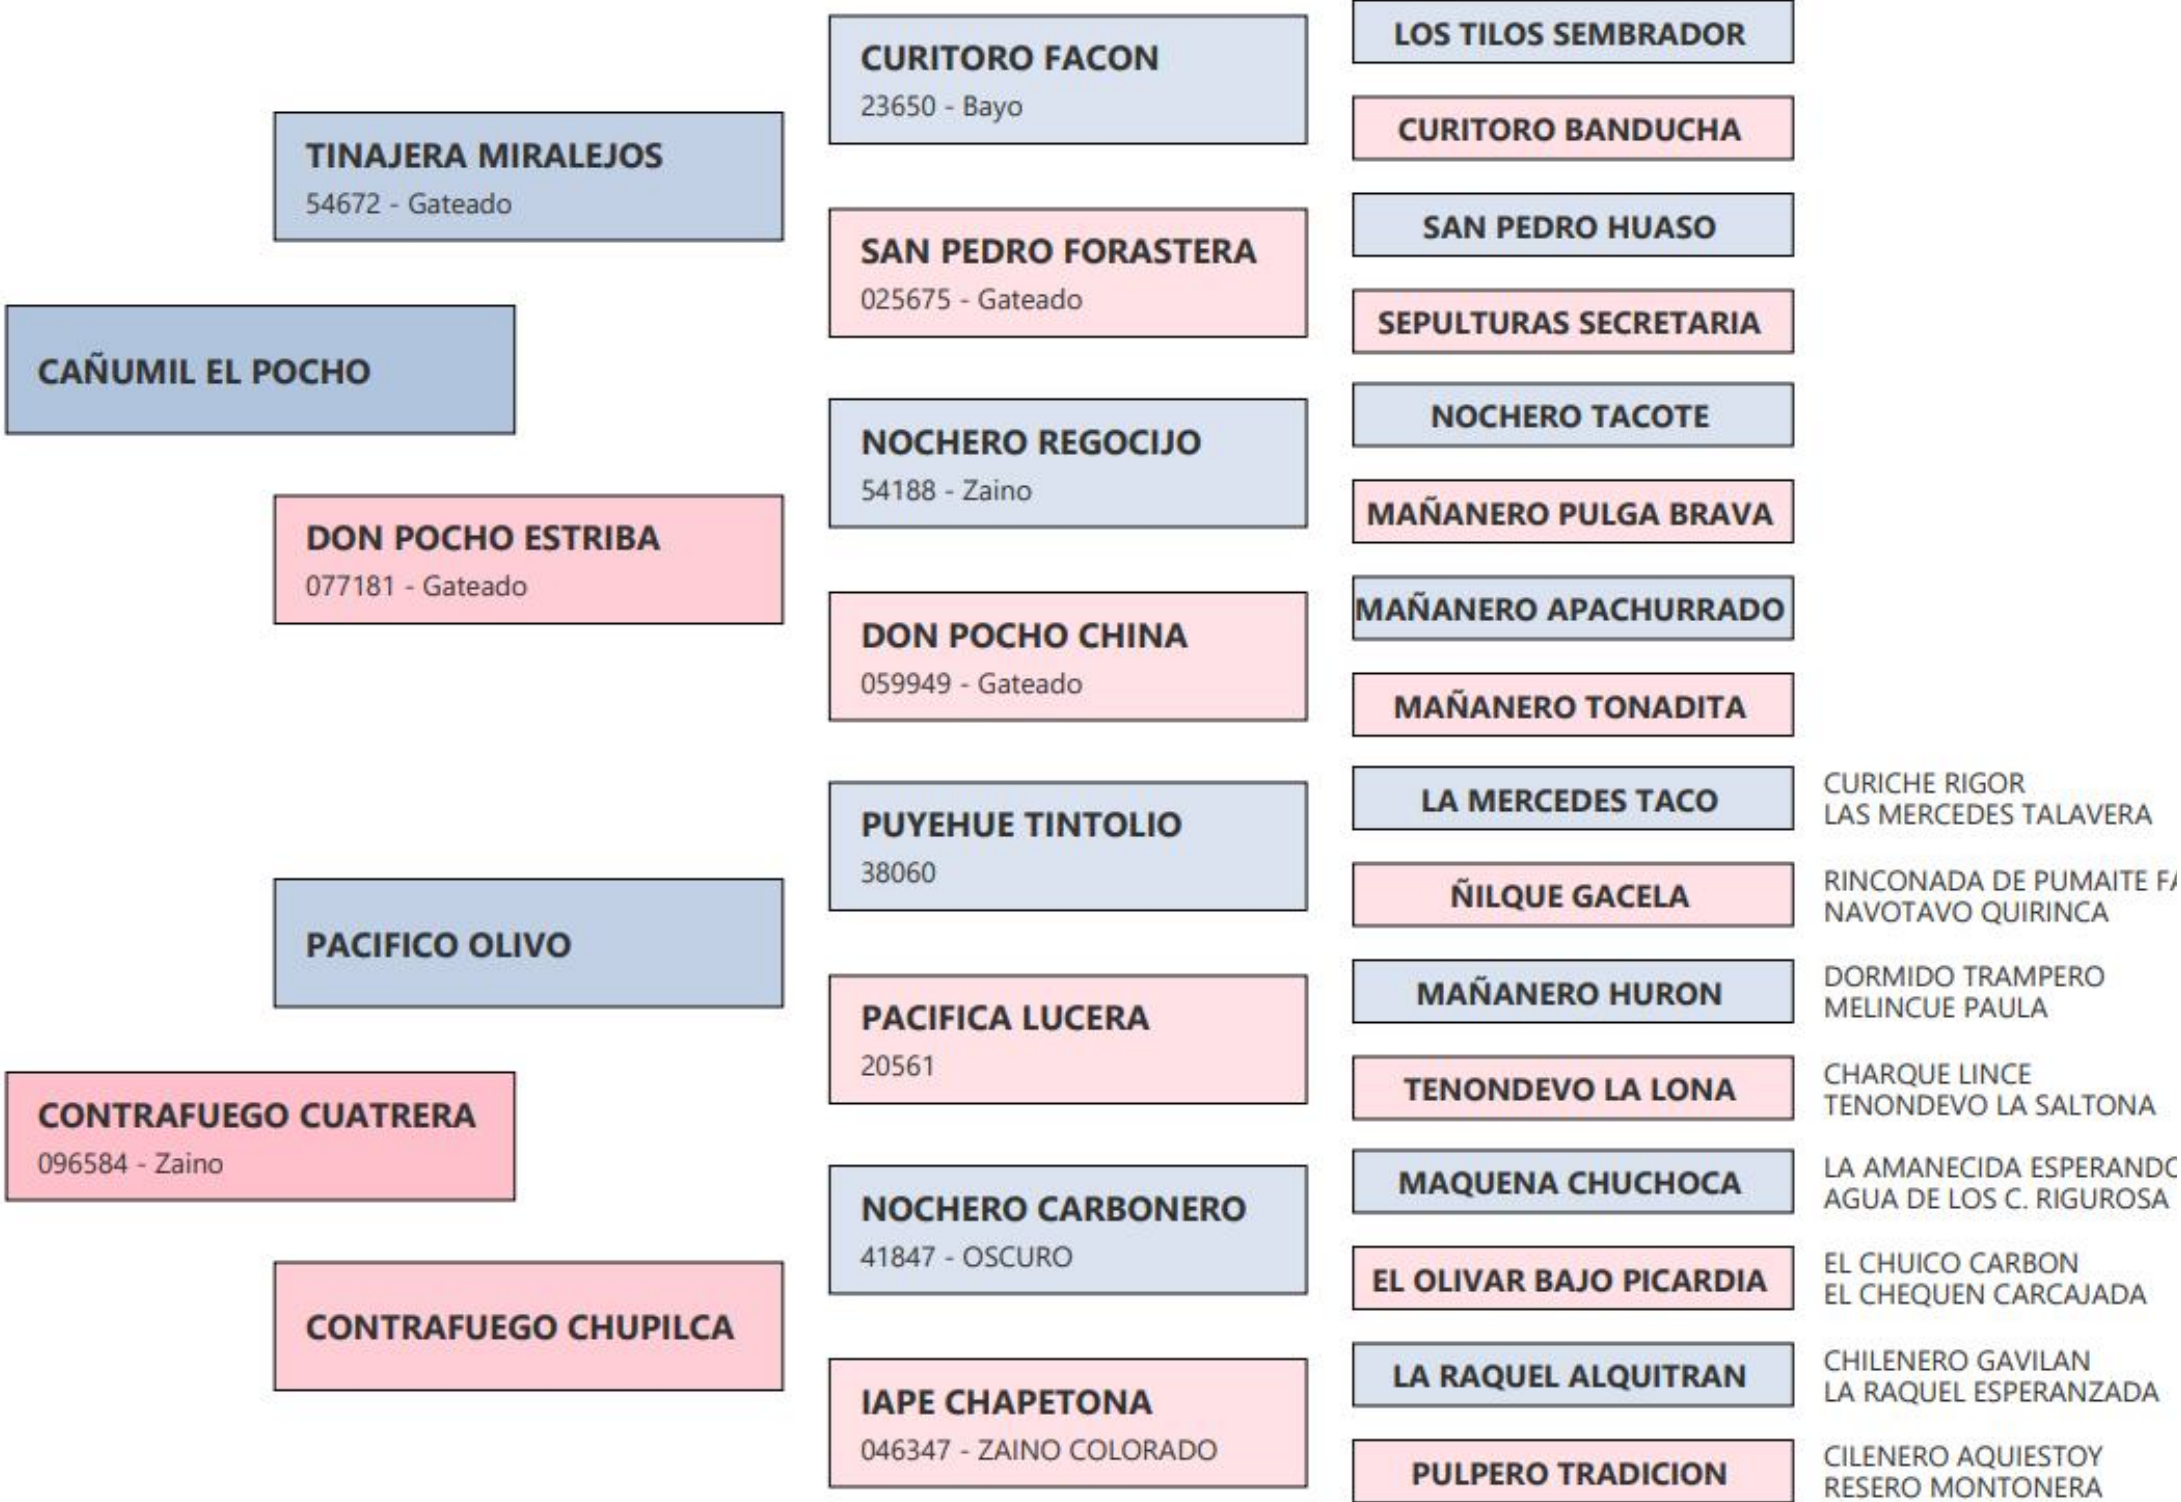 CAÑUMIL EL POCHO
TINAJERA MIRALEJOS
54672 - Gateado
DON POCHO ESTRIBA
077181 - Gateado
CURITORO FACON
23650 - Bayo
SAN PEDRO FORASTERA
025675 - Gateado
NOCHERO REGOCIJO
54188 - Zaino
DON POCHO CHINA
059949 - Gateado
LOS TILOS SEMBRADOR
CURITORO BANDUCHA
SAN PEDRO HUASO
SEPULTURAS SECRETARIA
NOCHERO TACOTE
MAÑANERO PULGA BRAVA
MAÑANERO APACHURRADO
MAÑANERO TONADITA
CONTRAFUEGO CUATRERA
096584 - Zaino
PACIFICO OLIVO
CONTRAFUEGO CHUPILCA
PUYEHUE TINTOLIO
38060
PACIFICA LUCERA
20561
NOCHERO CARBONERO
41847 - OSCURO
IAPE CHAPETONA
046347 - ZAINO COLORADO
LA MERCEDES TACO
ÑILQUE GACELA
MAÑANERO HURON
TENONDEVO LA LONA
MAQUENA CHUCHOCA
EL OLIVAR BAJO PICARDIA
LA RAQUEL ALQUITRAN
PULPERO TRADICION
CURICHE RIGOR
LAS MERCEDES TALAVERA
RINCONADA DE PUMAITE
NAVOTAVO QUIRINCA
DORMIDO TRAMPERO
MELINCUE PAULA
CHARQUE LINCE
TENONDEVO LA SALTONA
LA AMANECIDA ESPERANDO
AGUA DE LOS C. RIGUROSA
EL CHUICO CARBON
EL CHEQUEN CARCAJADA
CHILENERO GAVILAN
LA RAQUEL ESPERANZADA
CILENERO AQUIESTOY
RESERO MONTONERA